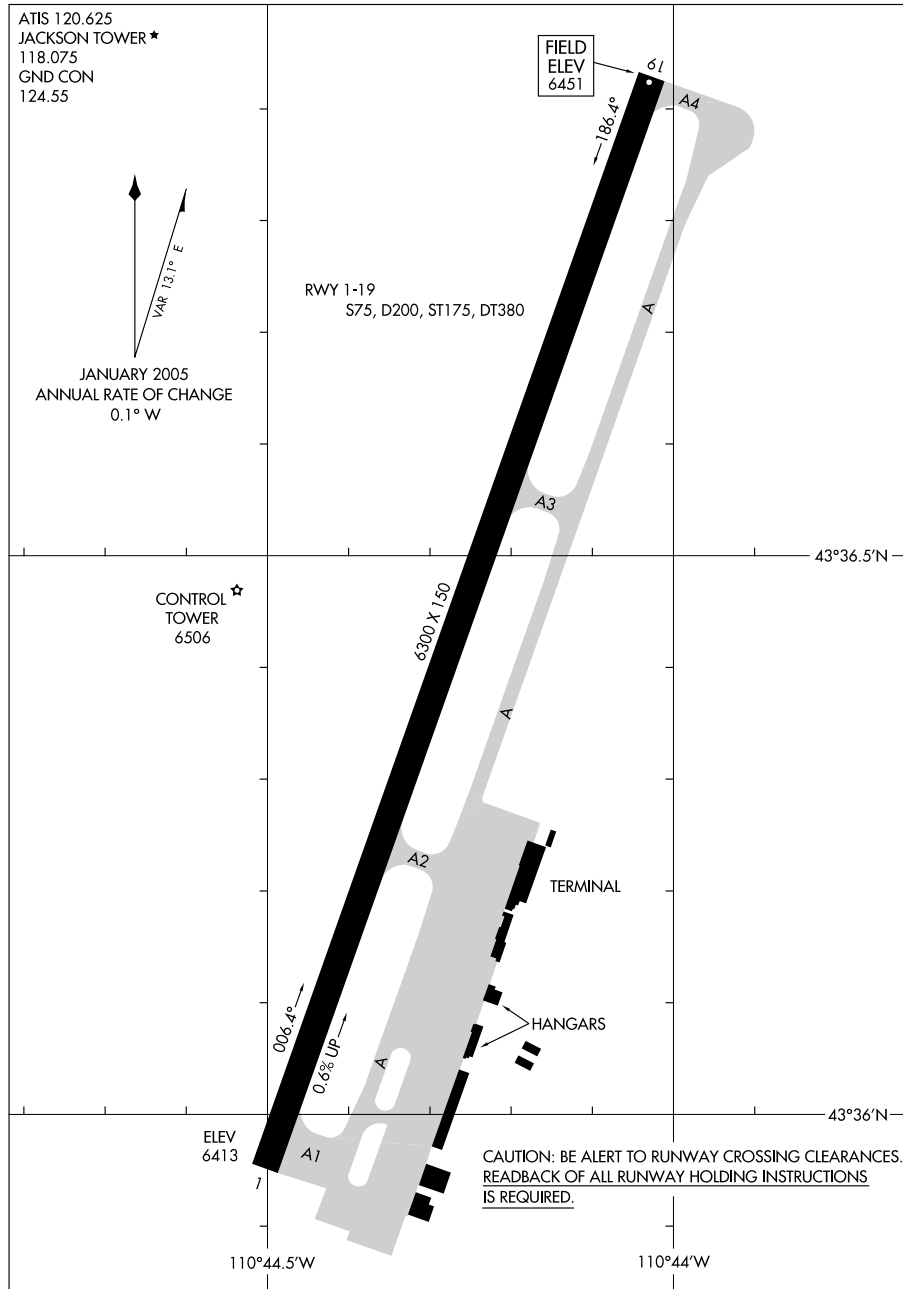 ATIS 120.625
JACKSON TOWER★
118.075
GND CON
124.55
FIELD
ELEV
6451
19
A4
186.4°
VAR 13.1° E
A
RWY 1-19
S75, D200, ST175, DT380
JANUARY 2005
ANNUAL RATE OF CHANGE
0.1° W
A3
43°36.5'N
CONTROL
TOWER
6506
6300 X 150
A
A2
TERMINAL
006.4°
0.6% UP
HANGARS
A
43°36'N
ELEV
6413
A1
1
CAUTION: BE ALERT TO RUNWAY CROSSING CLEARANCES.
READBACK OF ALL RUNWAY HOLDING INSTRUCTIONS
IS REQUIRED.
110°44.5'W
110°44'W